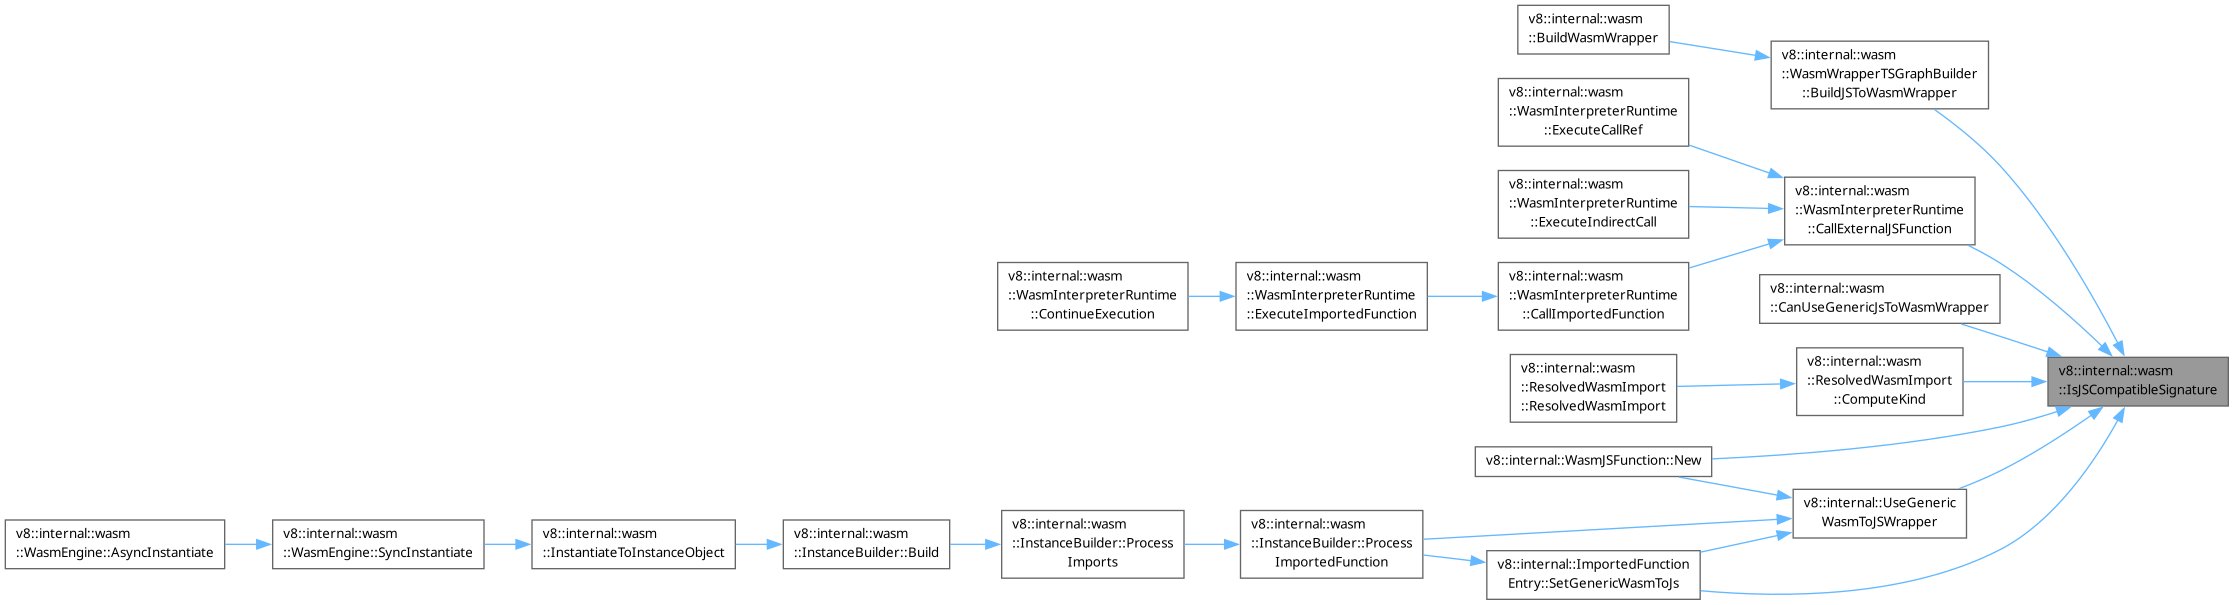 v8::internal::wasm
::BuildWasmWrapper
v8::internal::wasm
::WasmWrapperTSGraphBuilder
::BuildJSToWasmWrapper
v8::internal::wasm
::WasmInterpreterRuntime
::ExecuteCallRef
v8::internal::wasm
::WasmInterpreterRuntime
::ExecuteIndirectCall
v8::internal::wasm
::WasmInterpreterRuntime
::CallExternalJSFunction
v8::internal::wasm
::WasmInterpreterRuntime
::ContinueExecution
v8::internal::wasm
::WasmInterpreterRuntime
::ExecuteImportedFunction
v8::internal::wasm
::WasmInterpreterRuntime
::CallImportedFunction
v8::internal::wasm
::CanUseGenericJsToWasmWrapper
v8::internal::wasm
::ResolvedWasmImport
::ResolvedWasmImport
v8::internal::wasm
::ResolvedWasmImport
::ComputeKind
v8::internal::wasm
::IsJSCompatibleSignature
v8::internal::WasmJSFunction::New
v8::internal::UseGeneric
WasmToJSWrapper
v8::internal::wasm
::WasmEngine::AsyncInstantiate
v8::internal::wasm
::WasmEngine::SyncInstantiate
v8::internal::wasm
::InstantiateToInstanceObject
v8::internal::wasm
::InstanceBuilder::Build
v8::internal::wasm
::InstanceBuilder::Process
Imports
v8::internal::wasm
::InstanceBuilder::Process
ImportedFunction
v8::internal::ImportedFunction
Entry::SetGenericWasmToJs